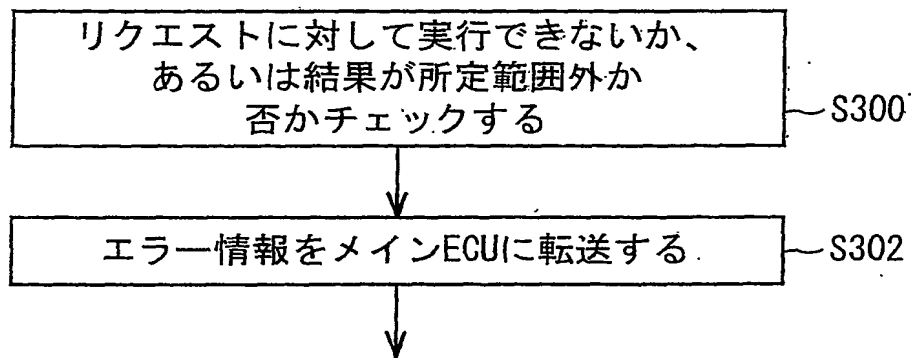 リクエストに対して実行できないか、
あるいは結果が所定範囲外か
否かチェックする
S300
エラー情報をメインECUに転送する
S302